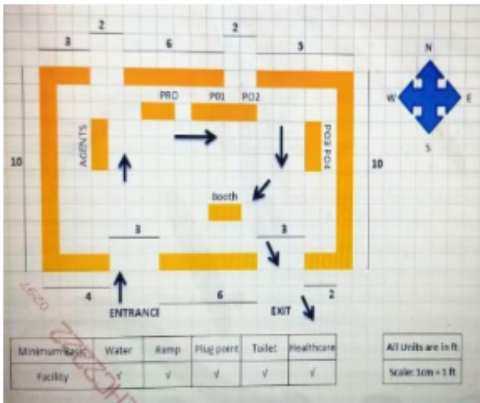 2 2
3 6 5
N
PRO PO1 PO2
W E
AGENTS
PO3 PO4
S
10 10
Booth
3 3
4 6 2
ENTRANCE EXIT
0297
Minimum Basic Water Ramp Plug point Toilet Healthcare
Facility √ √ √ √ √
All Units are in ft
Scale: 1cm = 1 ft